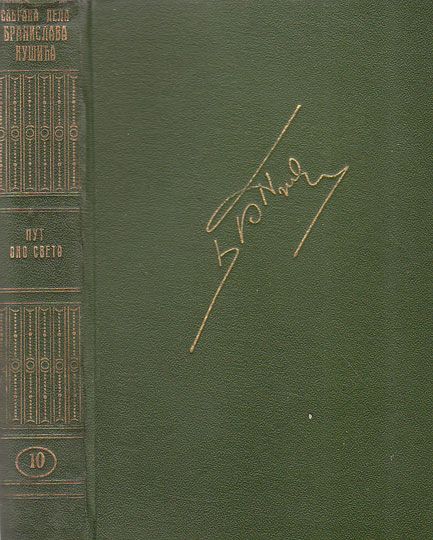 САБРАНА ДЕЛА
БРАНИСЛАВА
НУШИЋА
ПУТ
ОКО СВЕТА
10